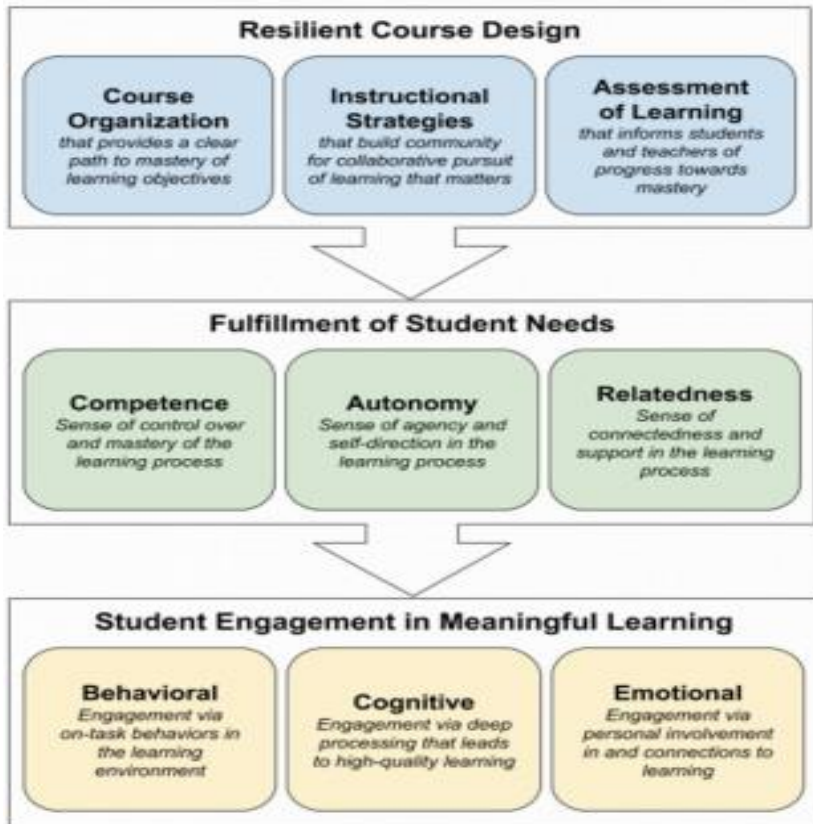 Resilient Course Design
Course
Organization
that provides a clear
path to mastery of
learning objectives
Instructional
Strategies
that build community
for collaborative pursuit
of learning that matters
Assessment
of Learning
that informs students
and teachers of
progress towards
mastery
Fulfillment of Student Needs
Competence
Sense of control over
and mastery of the
learning process
Autonomy
Sense of agency and
self-direction in the
learning process
Relatedness
Sense of
connectedness and
support in the learning
process
Student Engagement in Meaningful Learning
Behavioral
Engagement via
on-task behaviors in
the learning
environment
Cognitive
Engagement via deep
processing that leads
to high-quality learning
Emotional
Engagement via
personal involvement
in and connections to
learning